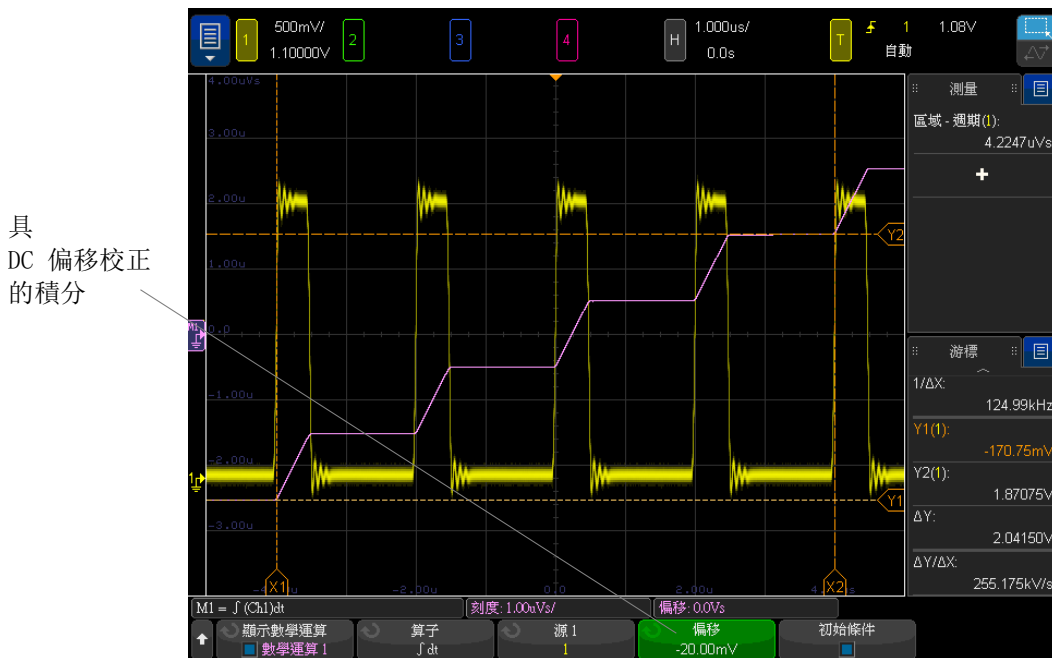 具
DC 偏移校正
的積分
1
500mV/
1.10000V
2
3
4
H
1.000us/
0.0s
T
1
1.08V
自動
4.00uVs
3.00u
2.00u
1.00u
0.0
-1.00u
-2.00u
-3.00u
M1
1
Y2
Y1
X1
X2
-2.00u
0.0
2.00u
測量
區域 - 週期(1):
4.2247uVs
+
游標
1/ΔX:
124.99kHz
Y1(1):
-170.75mV
Y2(1):
1.87075V
ΔY:
2.04150V
ΔY/ΔX:
255.175kV/s
M1 = ∫ (Ch1)dt
刻度: 1.00uVs/
偏移: 0.0Vs
顯示數學運算
數學運算 1
算子
∫ dt
源 1
1
偏移
-20.00mV
初始條件